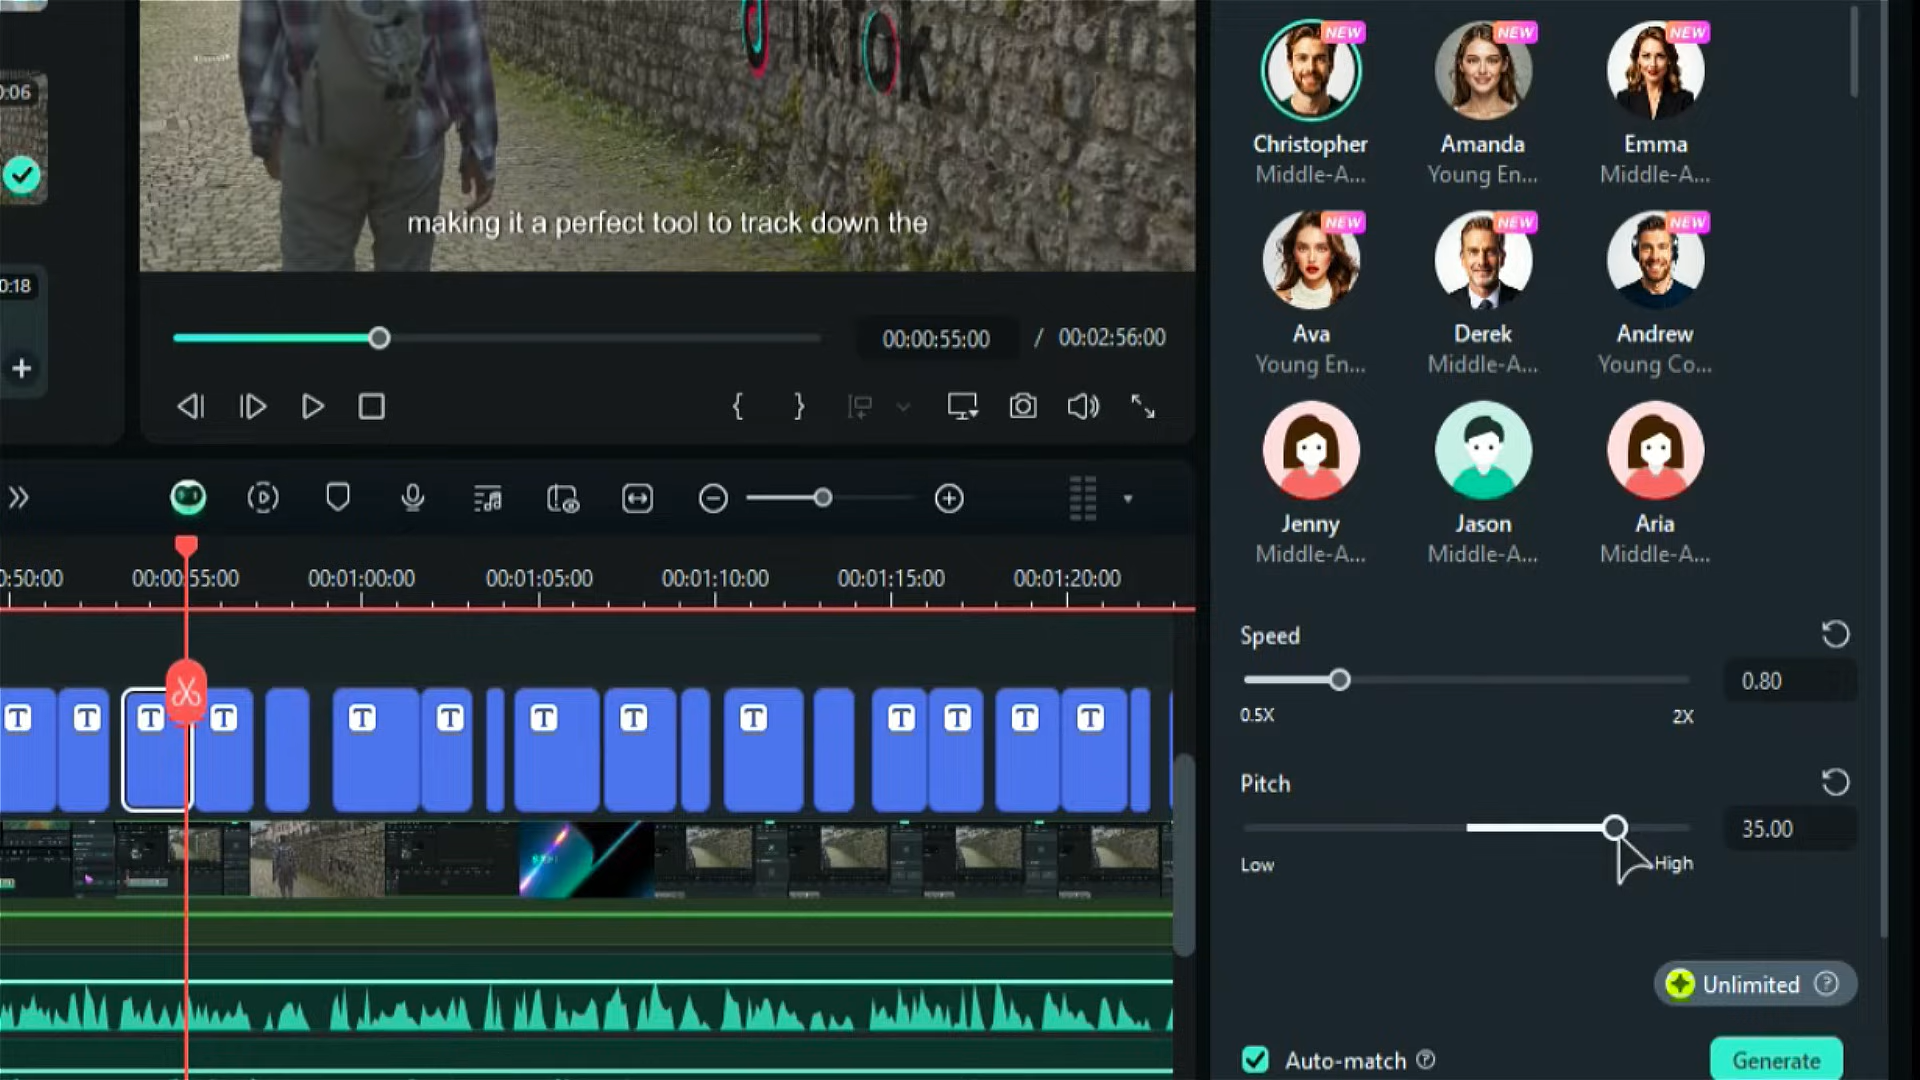 TikTok
0:06
making it a perfect tool to track down the
0:18
00:00:55:00 / 00:02:56:00
{ }
0:50:00 00:00:55:00 00:01:00:00 00:01:05:00 00:01:10:00 00:01:15:00 00:01:20:00
T T T T T T T T T T T T T
NEW NEW NEW
Christopher Amanda Emma
Middle-A... Young En... Middle-A...
NEW NEW NEW
Ava Derek Andrew
Young En... Middle-A... Young Co...
Jenny Jason Aria
Middle-A... Middle-A... Middle-A...
Speed
0.80
0.5X 2X
Pitch
35.00
Low High
Unlimited ?
Auto-match ?
Generate